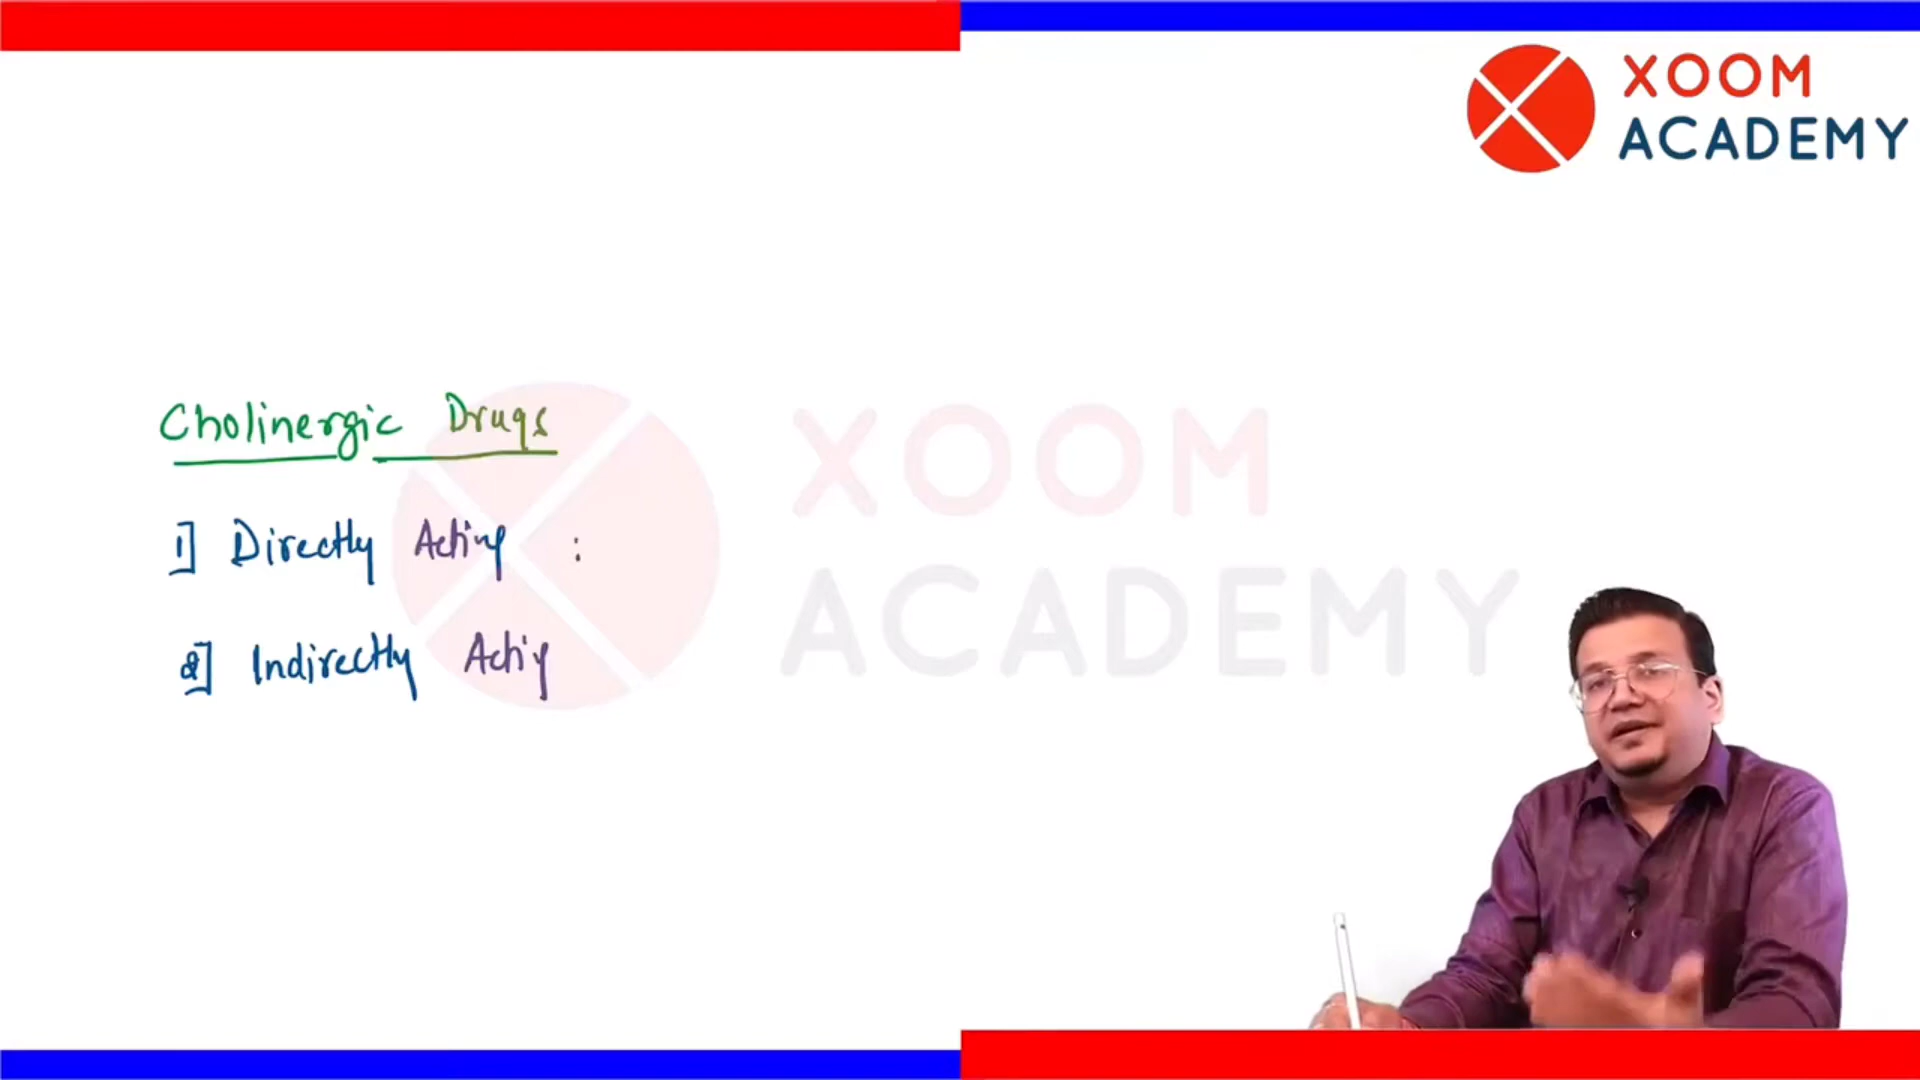 XOOM
ACADEMY
Cholinergic Drugs
1] Directly Acting :
2] Indirectly Acting
XOOM
ACADEMY